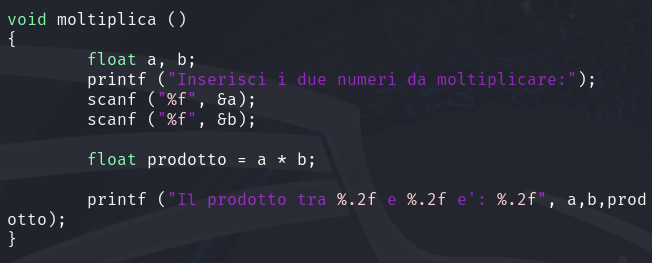 void moltiplica ()
{
        float a, b;
        printf ("Inserisci i due numeri da moltiplicare:");
        scanf ("%f", &a);
        scanf ("%f", &b);

        float prodotto = a * b;

        printf ("Il prodotto tra %.2f e %.2f e': %.2f", a,b,prod
otto);
}